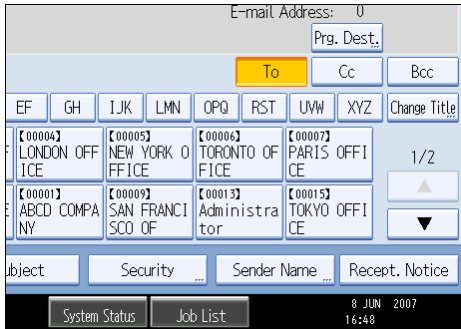 E-mail Address: 0
Prg. Dest.
To Cc Bcc
EF GH IJK LMN OPQ RST UVW XYZ Change Title
【00004】 【00005】 【00006】 【00007】
LONDON OFF NEW YORK O TORONTO OF PARIS OFFI
ICE FFICE FICE CE
1/2
【00001】 【00009】 【00013】 【00015】
ABCD COMPA SAN FRANCI Administra TOKYO OFFI
NY SCO OF tor CE
ubject Security Sender Name Recept. Notice
System Status Job List
8 JUN 2007
16:48